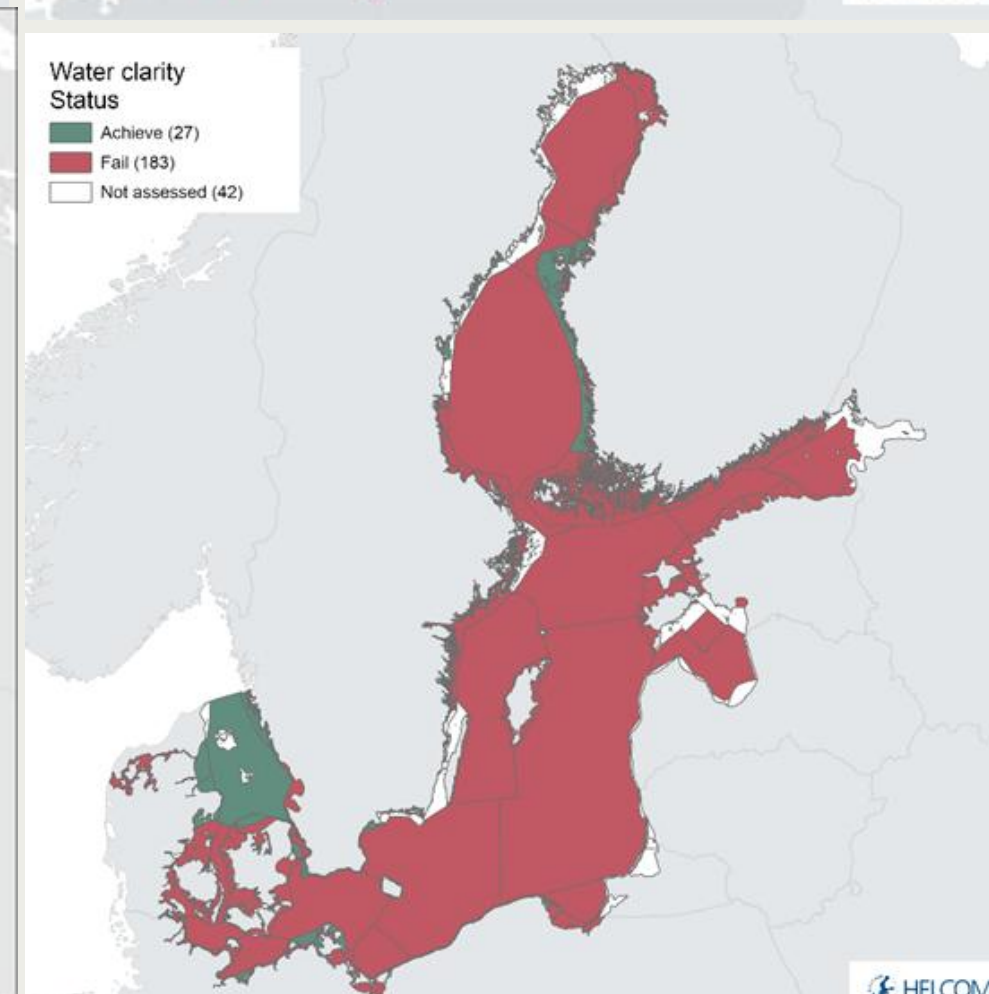 Water clarity
Status
Achieve (27)
Fail (183)
Not assessed (42)
HELCOM